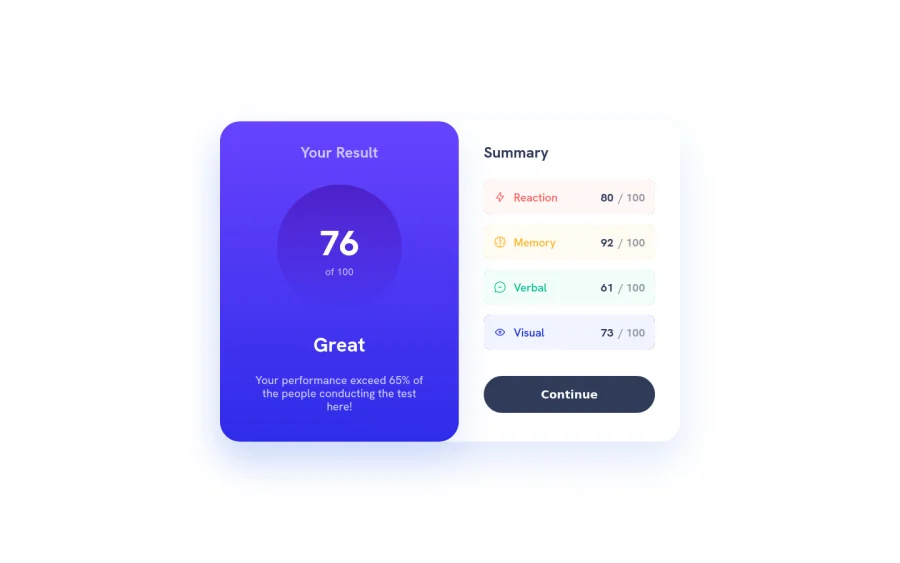 Your Result
76
of 100
Great
Your performance exceed 65% of
the people conducting the test
here!
Summary
Reaction 80 / 100
Memory 92 / 100
Verbal 61 / 100
Visual 73 / 100
Continue